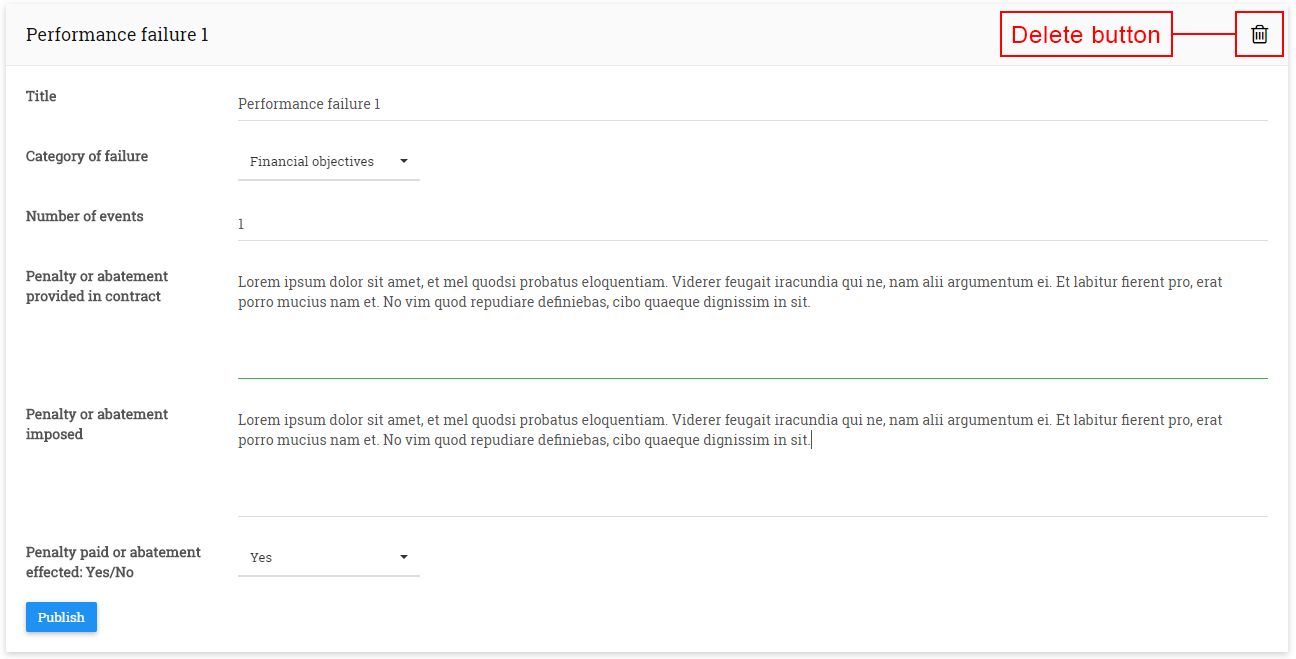 Performance failure 1
Delete button
Title
Performance failure 1
Category of failure
Financial objectives
Number of events
1
Penalty or abatement
provided in contract
Lorem ipsum dolor sit amet, et mel quodsi probatus eloquentiam. Viderer feugait iracundia qui ne, nam alii argumentum ei. Et labitur fierent pro, erat
porro mucius nam et. No vim quod repudiare definiebas, cibo quaeque dignissim in sit.
Penalty or abatement
imposed
Lorem ipsum dolor sit amet, et mel quodsi probatus eloquentiam. Viderer feugait iracundia qui ne, nam alii argumentum ei. Et labitur fierent pro, erat
porro mucius nam et. No vim quod repudiare definiebas, cibo quaeque dignissim in sit.
Penalty paid or abatement
effected: Yes/No
Yes
Publish